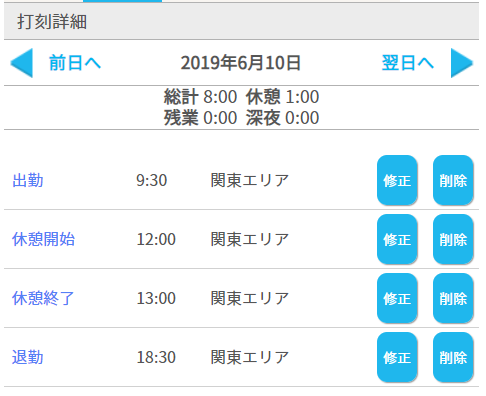 打刻詳細
前日へ 2019年6月10日 翌日へ
総計 8:00 休憩 1:00
残業 0:00 深夜 0:00
出勤 9:30 関東エリア 修正 削除
休憩開始 12:00 関東エリア 修正 削除
休憩終了 13:00 関東エリア 修正 削除
退勤 18:30 関東エリア 修正 削除